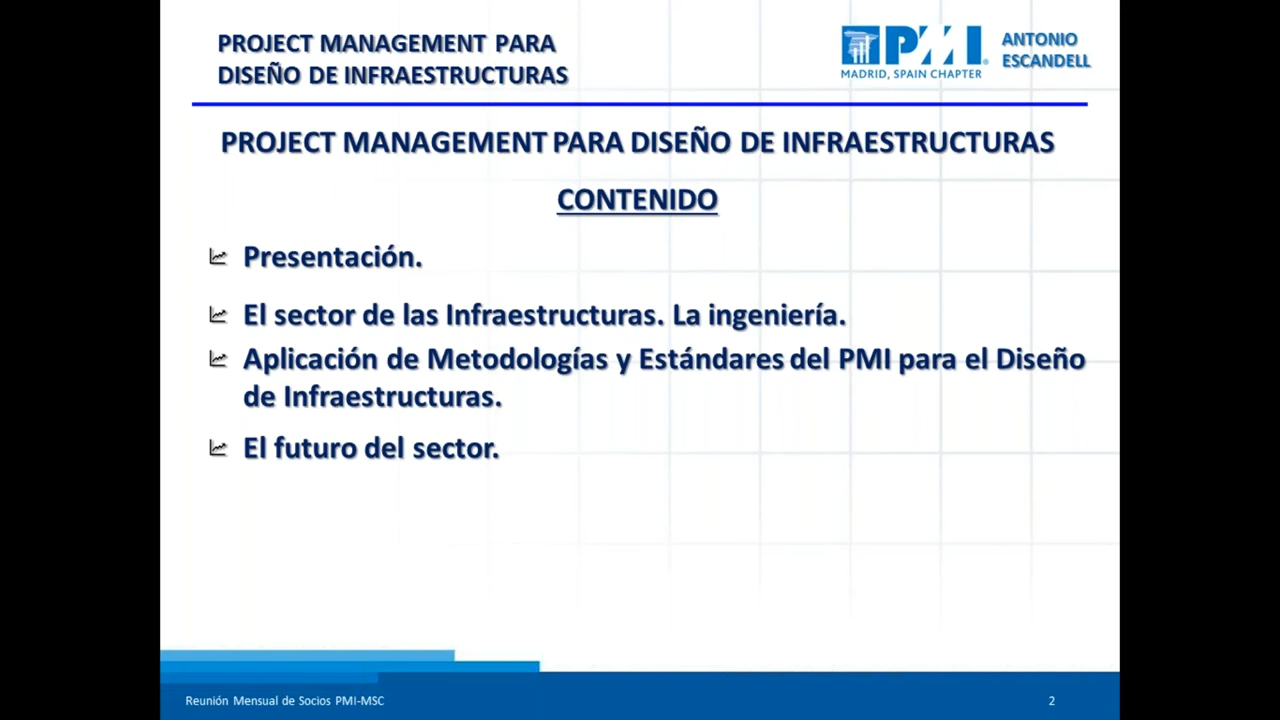 PROJECT MANAGEMENT PARA
DISEÑO DE INFRAESTRUCTURAS
PMI®
MADRID, SPAIN CHAPTER
ANTONIO
ESCANDELL
PROJECT MANAGEMENT PARA DISEÑO DE INFRAESTRUCTURAS
CONTENIDO
Presentación.
El sector de las Infraestructuras. La ingeniería.
Aplicación de Metodologías y Estándares del PMI para el Diseño
de Infraestructuras.
El futuro del sector.
Reunión Mensual de Socios PMI-MSC
2